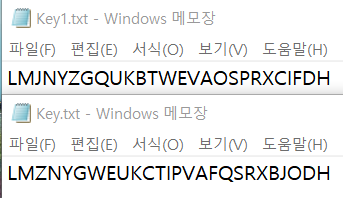 Key1.txt - Windows 메모장
파일(F) 편집(E) 서식(O) 보기(V) 도움말(H)
LMJNYZGQUKBTWEVAOSPRXCIFDH
Key.txt - Windows 메모장
파일(F) 편집(E) 서식(O) 보기(V) 도움말(H)
LMZNYGWEUKCTIPVAFQSRXBJODH